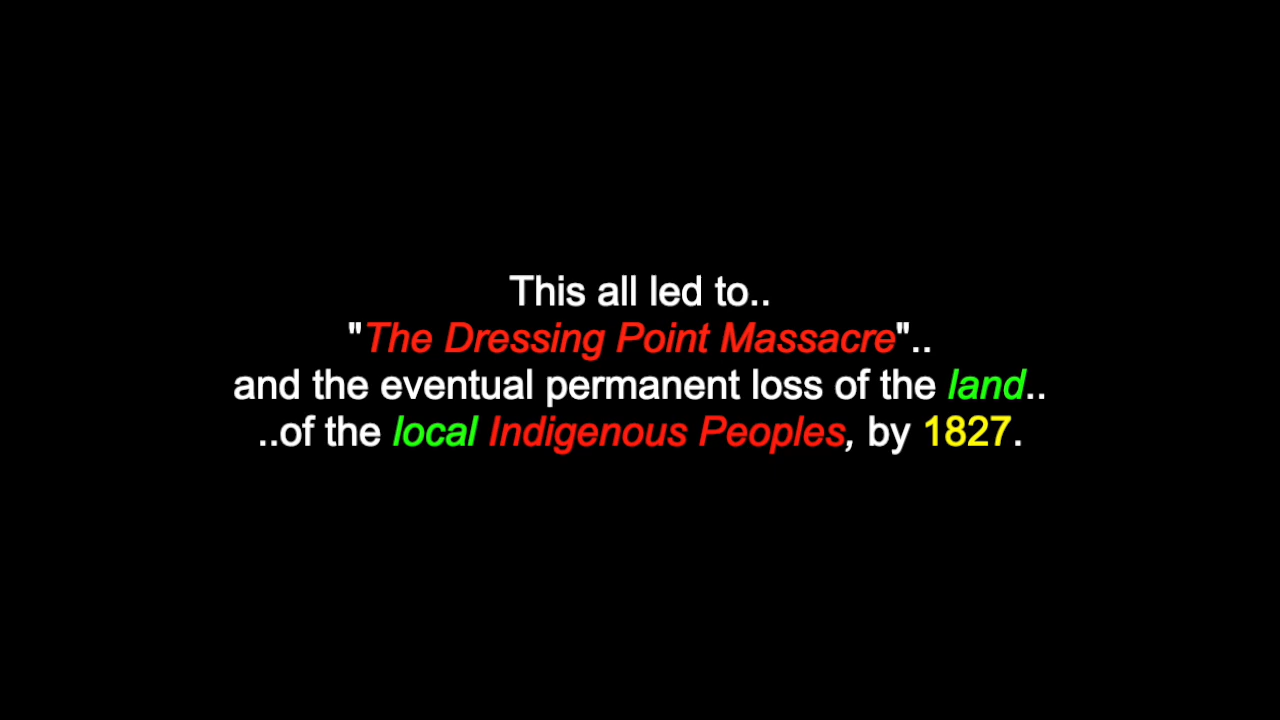 This all led to..
"The Dressing Point Massacre"..
and the eventual permanent loss of the land..
..of the local Indigenous Peoples, by 1827.